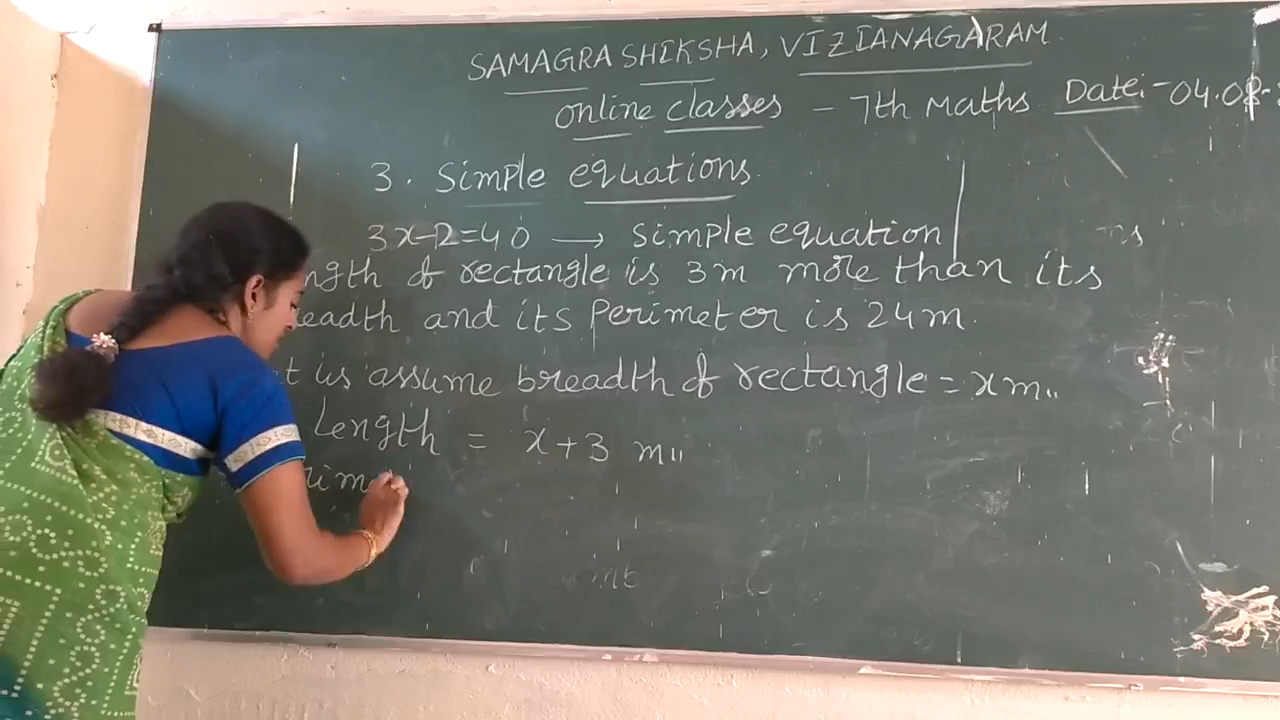 SAMAGRA SHIKSHA, VIZIANAGARAM
online classes - 7th Maths Date:-04.08-
3. Simple equations.
3x-2=40 → simple equation
ngth of rectangle is 3m more than its
eadth and its perimeter is 24m.
t us assume breadth of rectangle = x m.
Length = x+3 m
rim